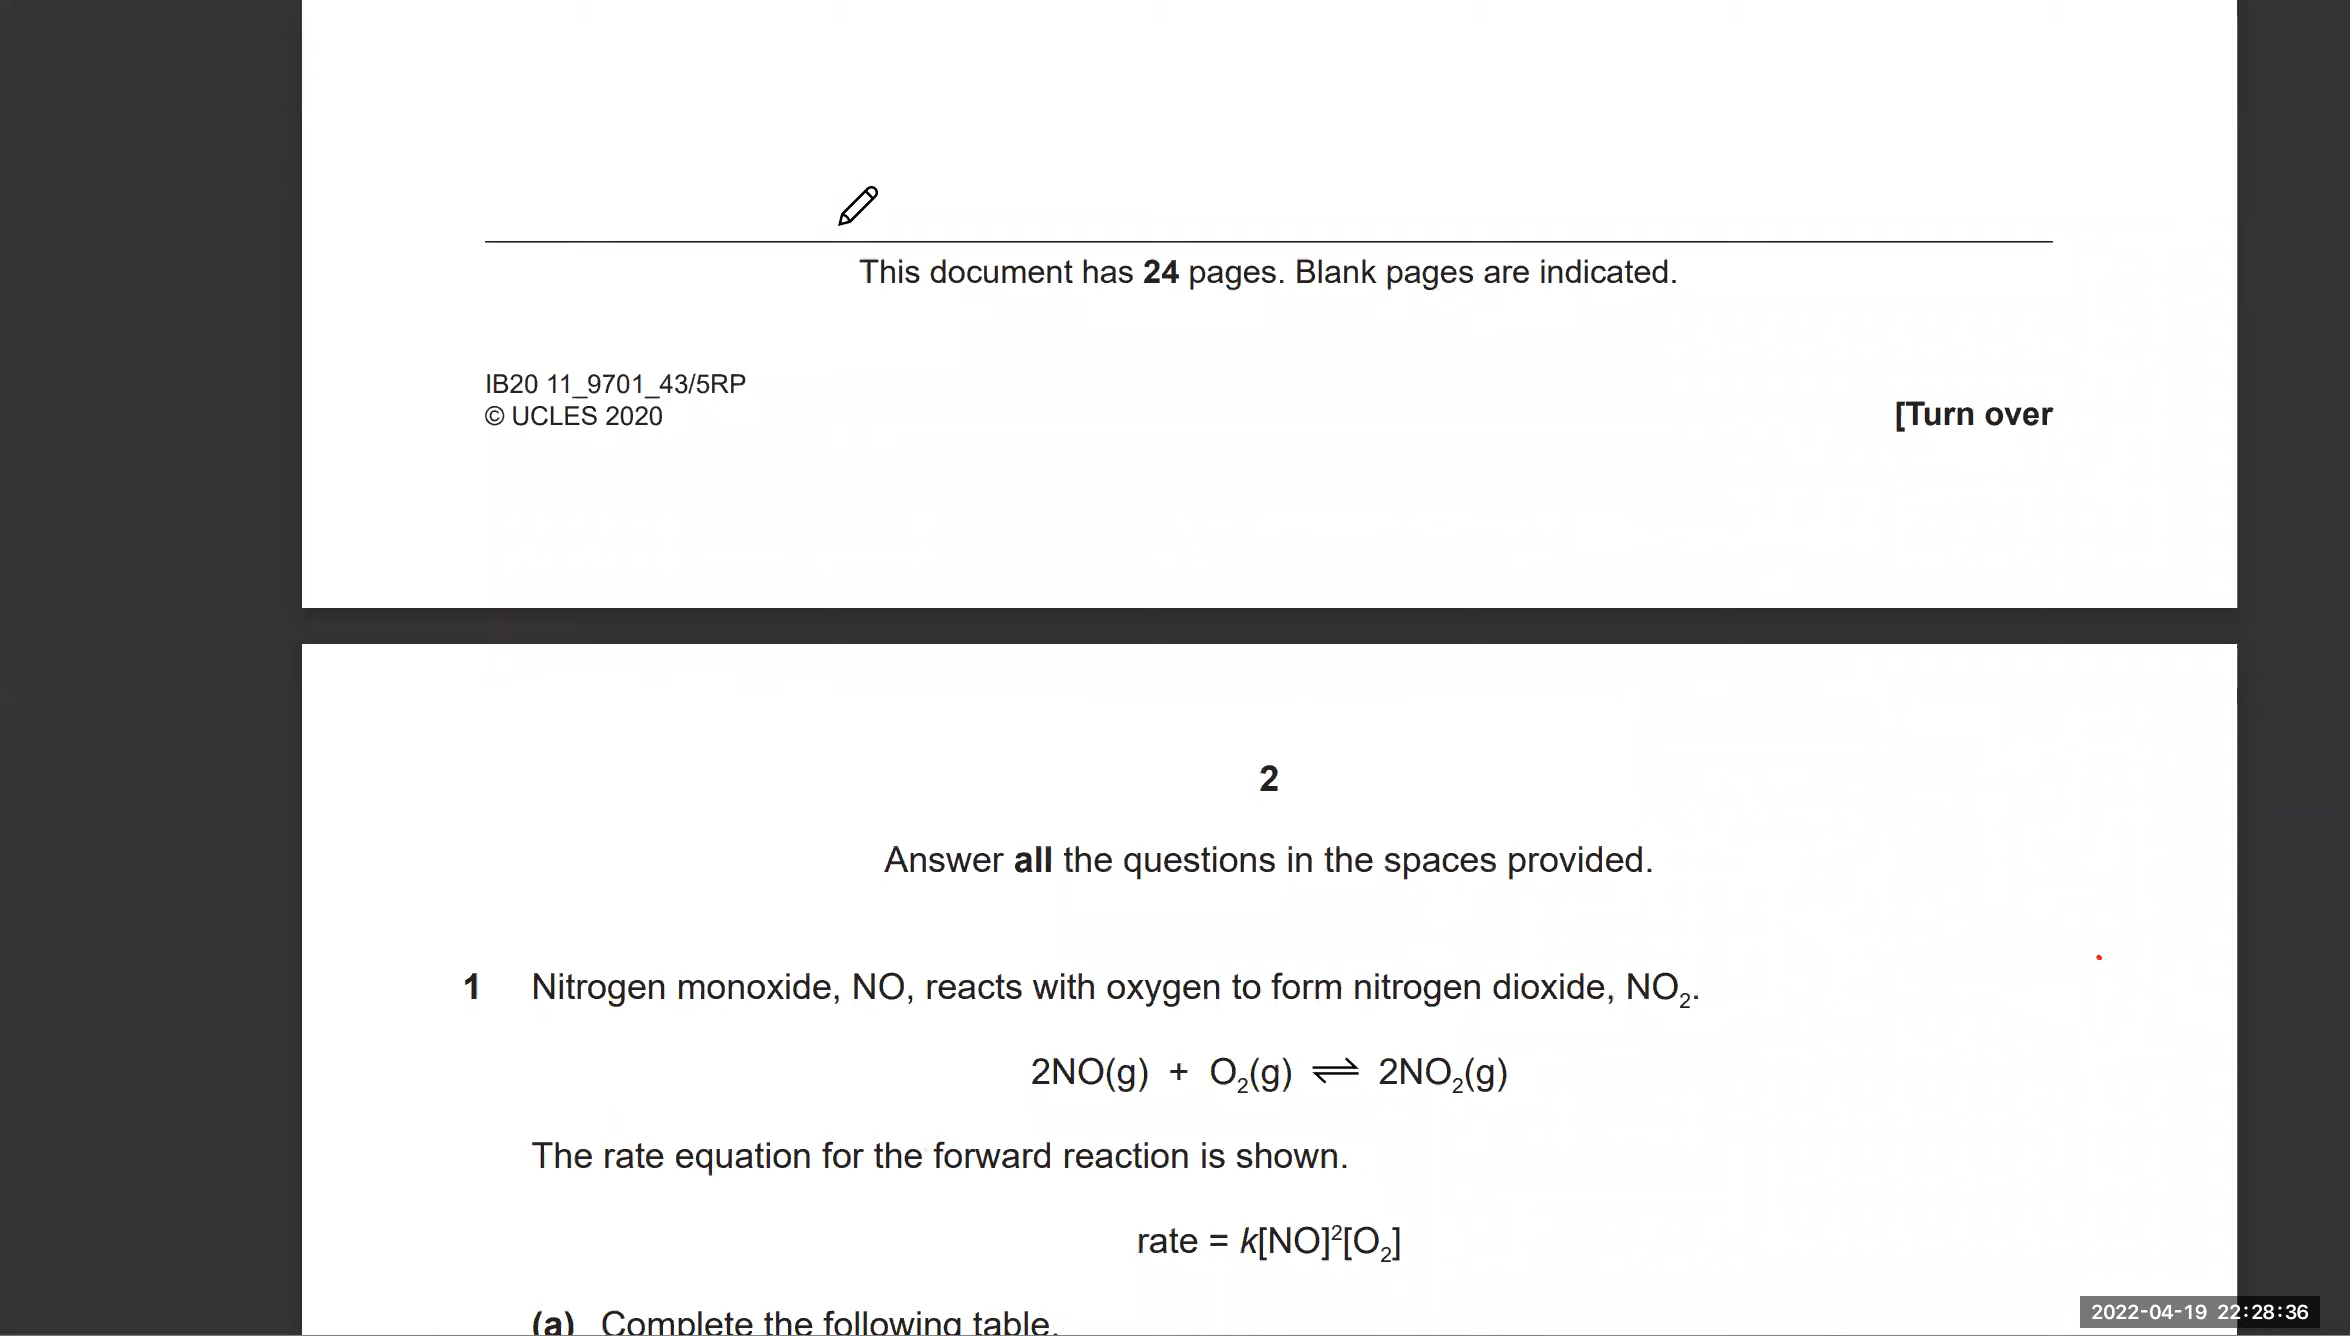 This document has 24 pages. Blank pages are indicated.
IB20 11_9701_43/5RP
© UCLES 2020
[Turn over
2
Answer all the questions in the spaces provided.
1 Nitrogen monoxide, NO, reacts with oxygen to form nitrogen dioxide, NO₂.
2NO(g) + O₂(g) ⇌ 2NO₂(g)
The rate equation for the forward reaction is shown.
rate = k[NO]²[O₂]
(a) Complete the following table.
2022-04-19 22:28:36